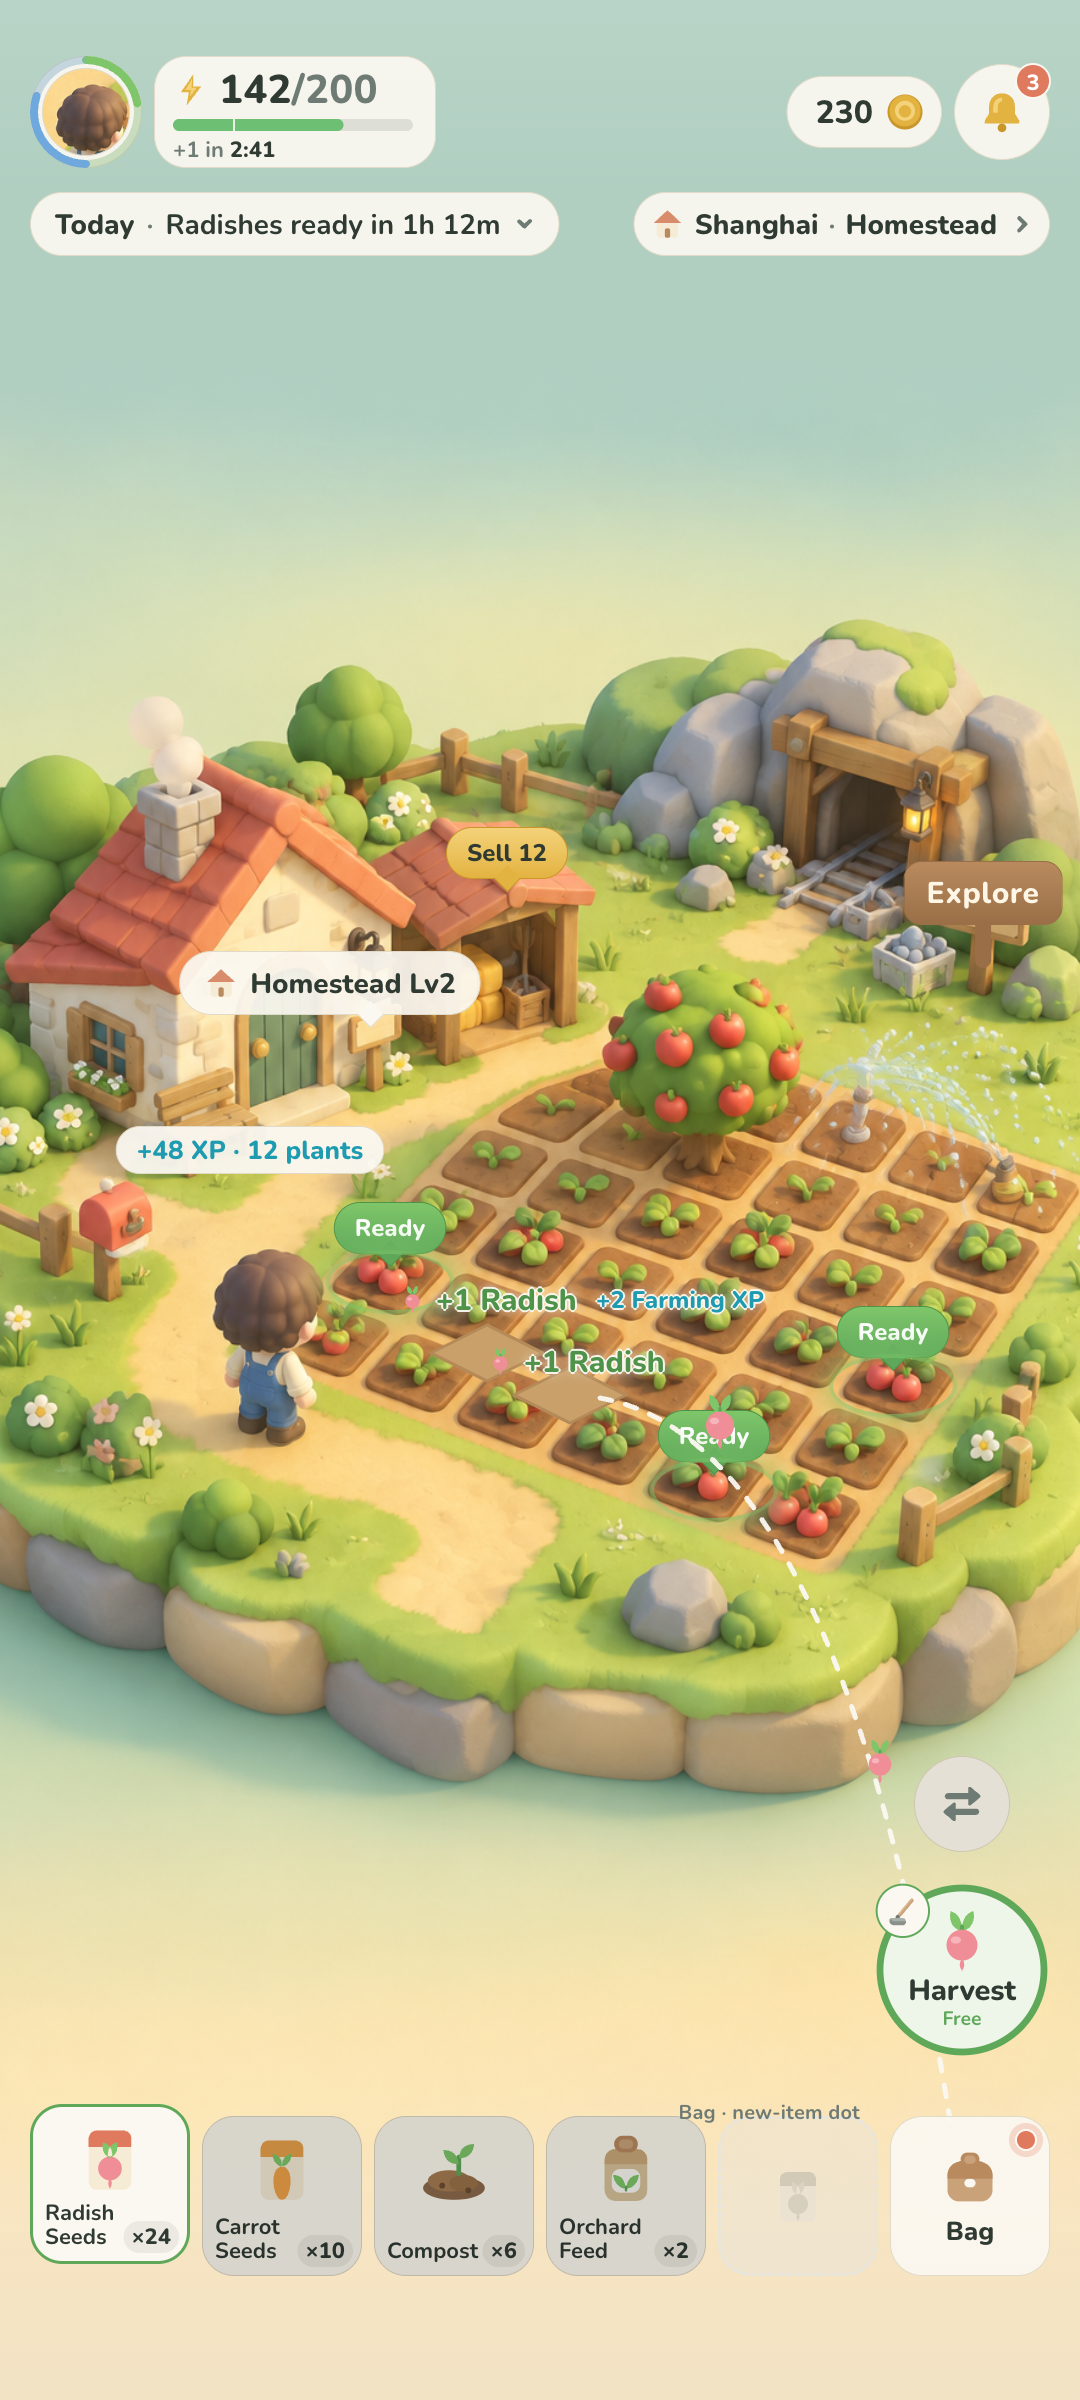 142/200
+1 in 2:41
230
3
Today · Radishes ready in 1h 12m
Shanghai · Homestead
Sell 12
Explore
Homestead Lv2
+48 XP · 12 plants
Ready
+1 Radish +2 Farming XP
Ready
+1 Radish
Ready
Harvest
Free
Bag · new-item dot
Radish
Seeds ×24
Carrot
Seeds ×10
Compost ×6
Orchard
Feed ×2
Bag